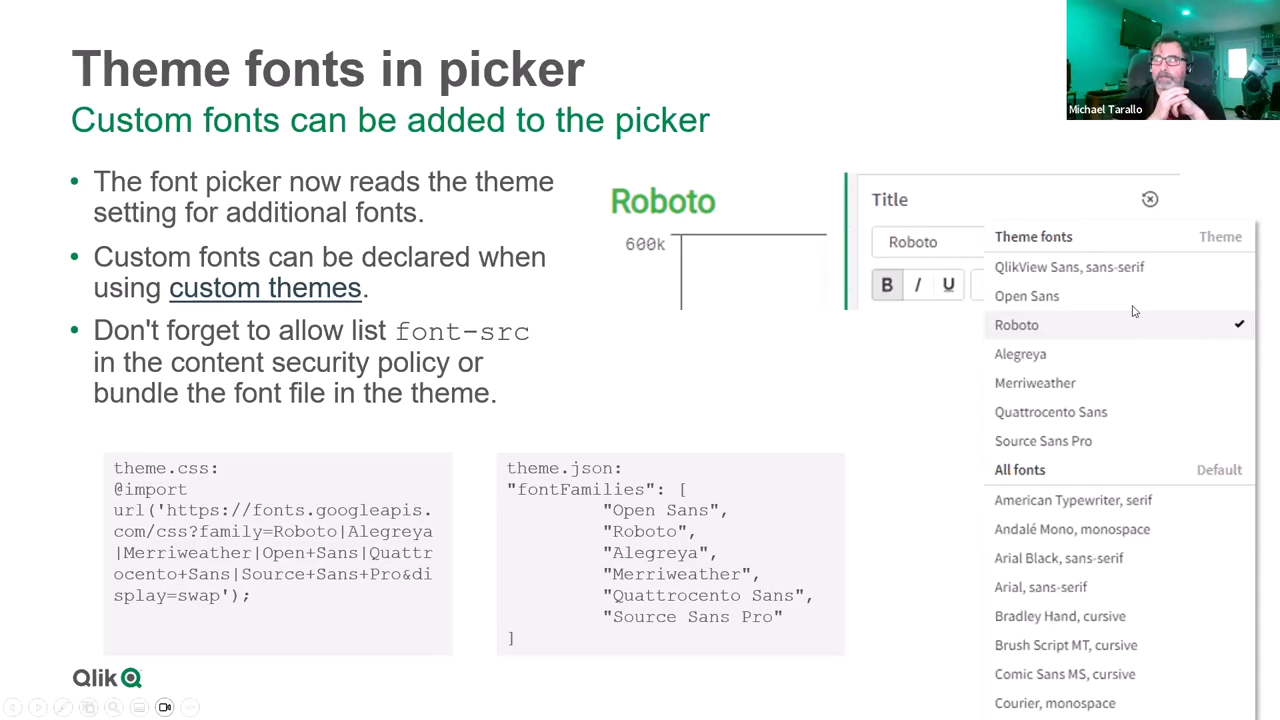 Theme fonts in picker
Custom fonts can be added to the picker
Michael Tarallo
• The font picker now reads the theme
setting for additional fonts.
• Custom fonts can be declared when
using custom themes.
• Don't forget to allow list font-src
in the content security policy or
bundle the font file in the theme.
Roboto
600k
Title
Roboto
B I U
Theme fonts Theme
QlikView Sans, sans-serif
Open Sans
Roboto
Alegreya
Merriweather
Quattrocento Sans
Source Sans Pro
All fonts Default
American Typewriter, serif
Andalé Mono, monospace
Arial Black, sans-serif
Arial, sans-serif
Bradley Hand, cursive
Brush Script MT, cursive
Comic Sans MS, cursive
Courier, monospace
theme.css:
@import
url('https://fonts.googleapis.
com/css?family=Roboto|Alegreya
|Merriweather|Open+Sans|Quattr
ocento+Sans|Source+Sans+Pro&di
splay=swap');
theme.json:
"fontFamilies": [
"Open Sans",
"Roboto",
"Alegreya",
"Merriweather",
"Quattrocento Sans",
"Source Sans Pro"
]
Qlik